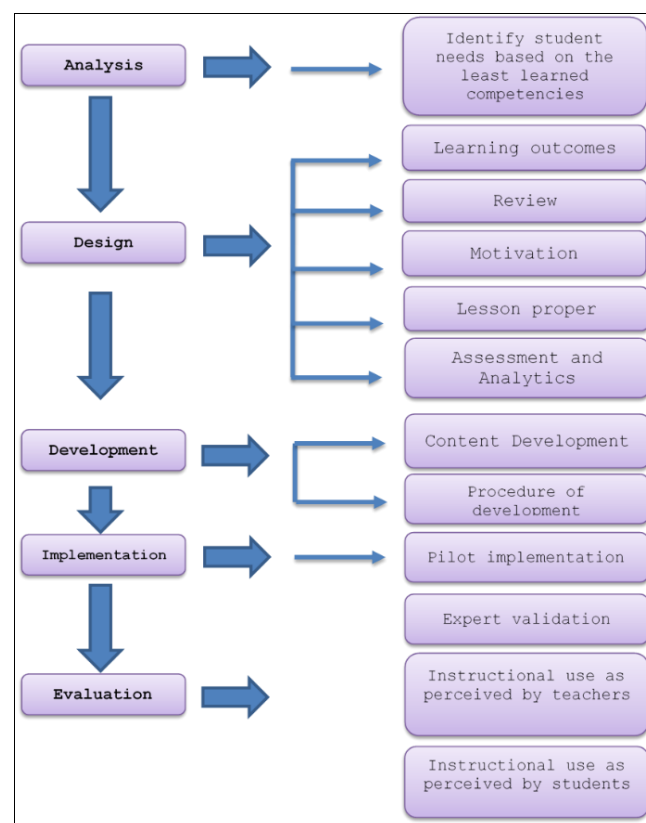 Analysis
Identify student
needs based on the
least learned
competencies
Learning outcomes
Review
Design
Motivation
Lesson proper
Assessment and
Analytics
Development
Content Development
Procedure of
development
Implementation
Pilot implementation
Expert validation
Evaluation
Instructional use as
perceived by teachers
Instructional use as
perceived by students